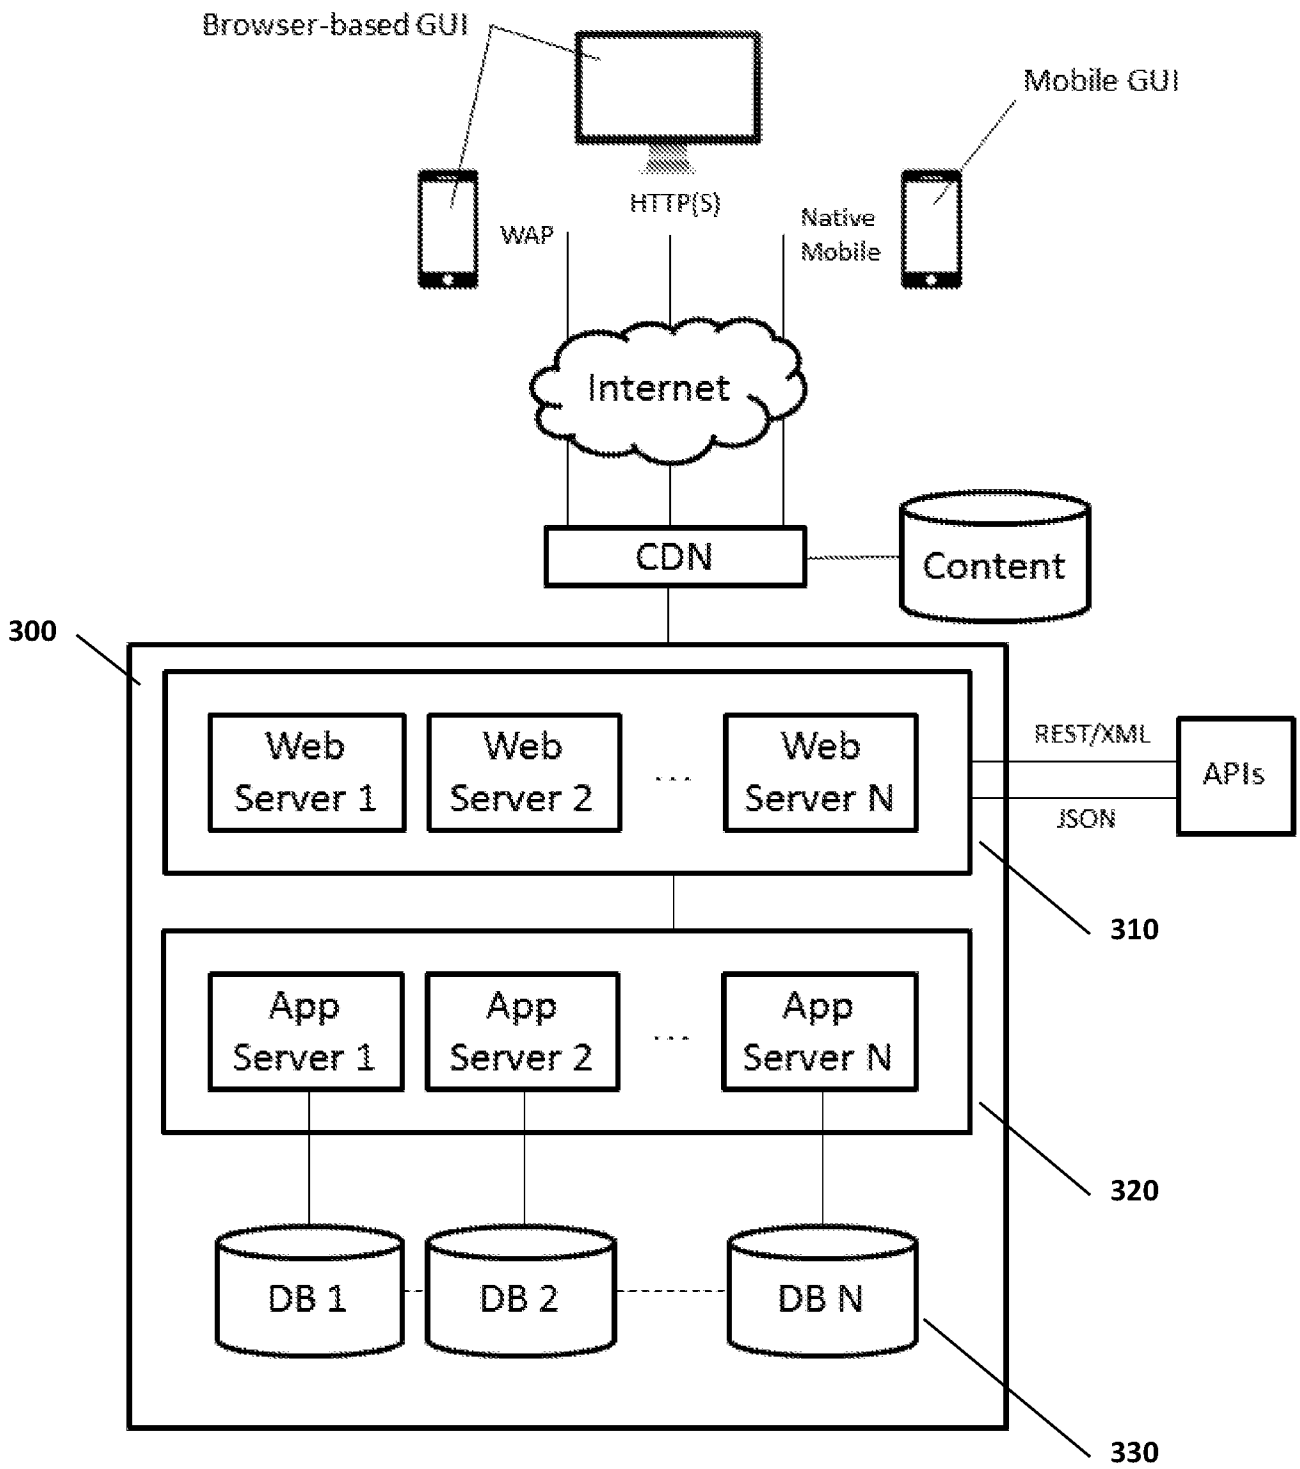 Browser-based GUI
Mobile GUI
HTTP(S)
WAP
Native
Mobile
Internet
CDN
Content
300
Web
Server 1
Web
Server 2
...
Web
Server N
REST/XML
JSON
APIs
310
App
Server 1
App
Server 2
...
App
Server N
320
DB 1
DB 2
DB N
330